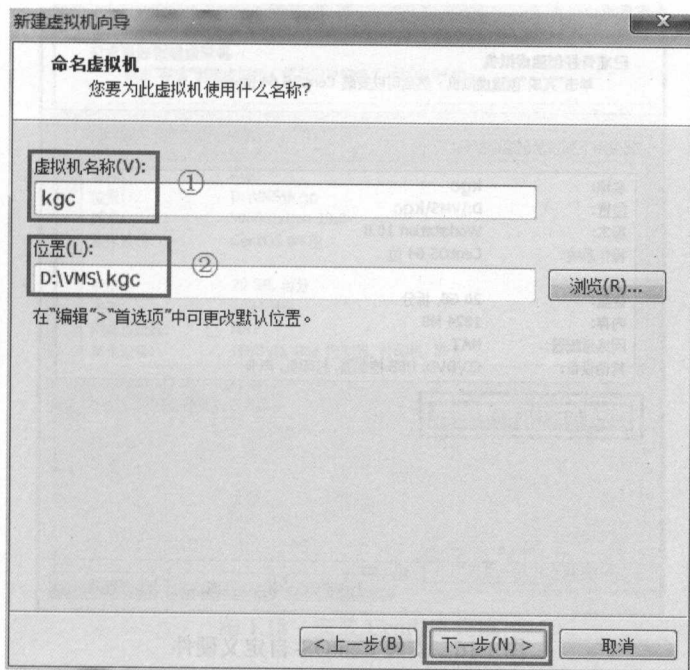 新建虚拟机向导
命名虚拟机
您要为此虚拟机使用什么名称?
虚拟机名称(V):
①
kgc
位置(L):
②
D:\VMS\kgc
浏览(R)...
在“编辑”>“首选项”中可更改默认位置。
<上一步(B)
下一步(N) >
取消